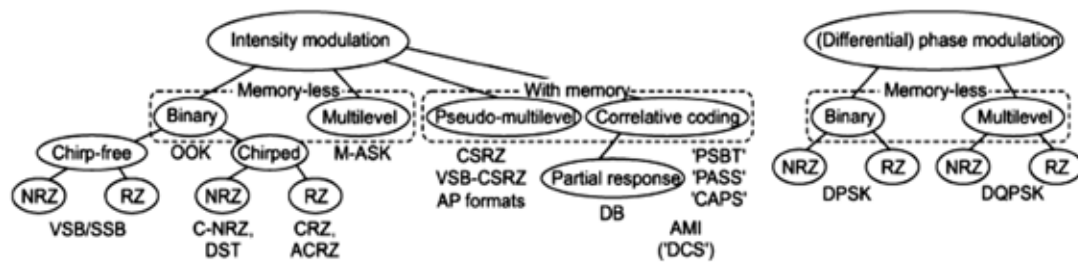 Intensity modulation
(Differential) phase modulation
Memory-less
With memory
Memory-less
Binary
Multilevel
Pseudo-multilevel
Correlative coding
Binary
Multilevel
Chirp-free
OOK
Chirped
M-ASK
CSRZ
'PSBT'
NRZ
RZ
NRZ
RZ
VSB-CSRZ
Partial response
'PASS'
NRZ
RZ
NRZ
RZ
AP formats
'CAPS'
DPSK
DQPSK
VSB/SSB
C-NRZ,
DST
CRZ,
ACRZ
DB
AMI
('DCS')